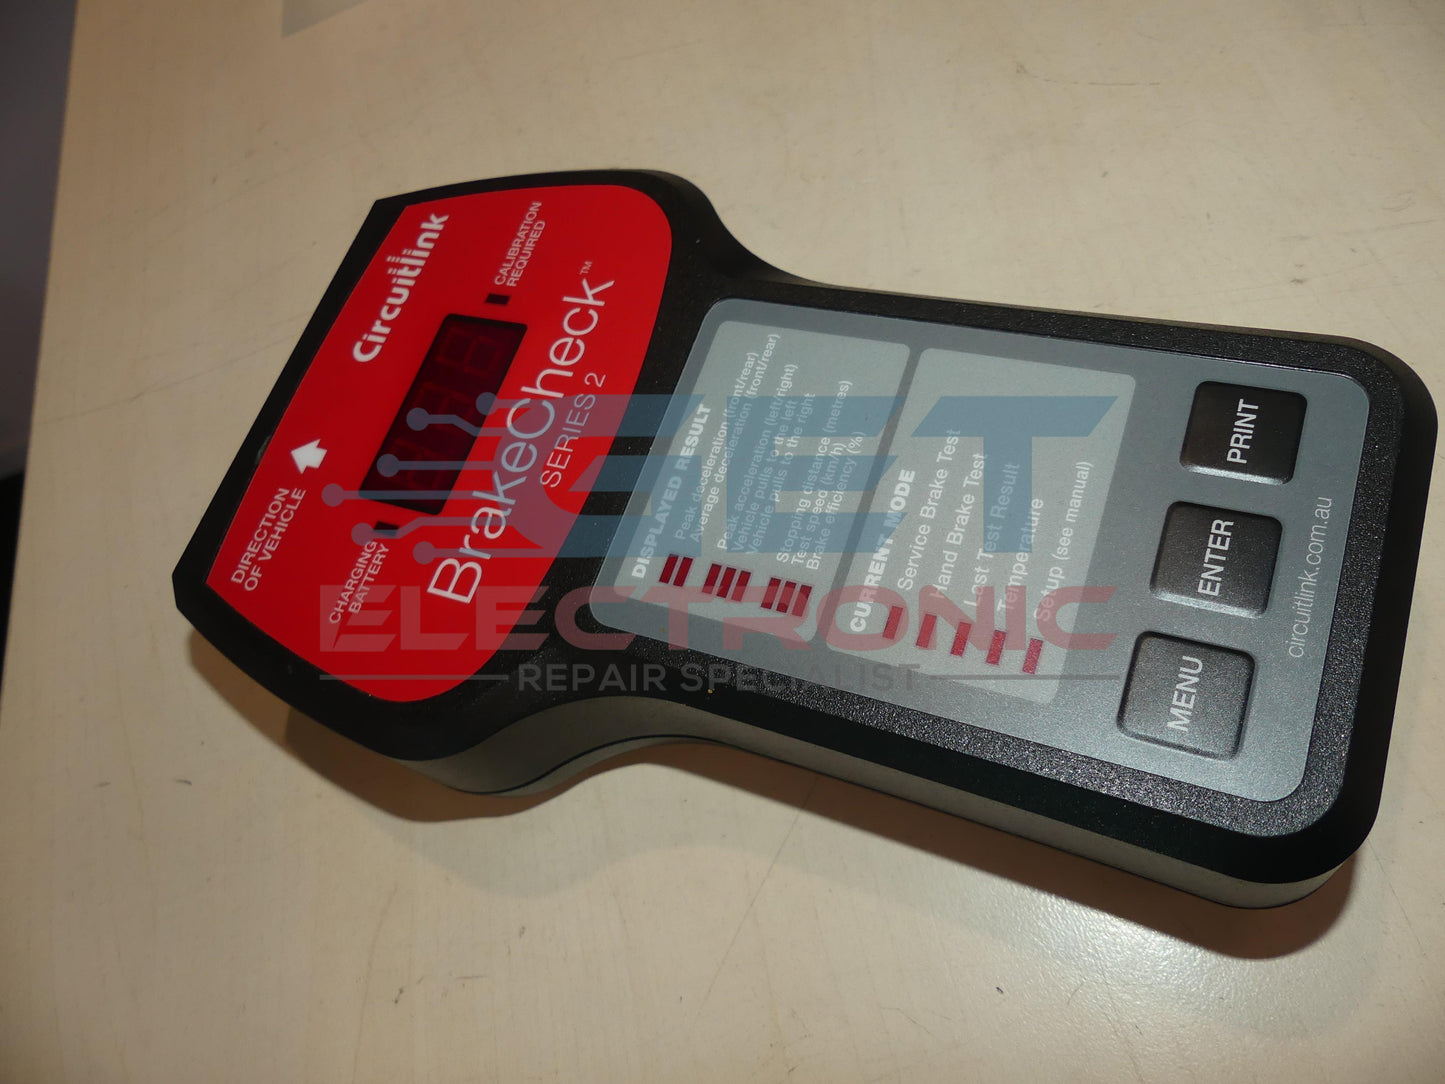 Circuitlink
DIRECTION
OF VEHICLE
CHARGING
BATTERY
CALIBRATION
REQUIRED
BrakeCheck™
SERIES 2
DISPLAYED RESULT
Peak deceleration (front/rear)
Average deceleration (front/rear)
Peak acceleration (left/right)
Vehicle pulls to the left
Vehicle pulls to the right
Stopping distance (metres)
Test speed (km/h)
Brake efficiency (%)
CURRENT MODE
Service Brake Test
Hand Brake Test
Last Test Result
Temperature
Setup (see manual)
MENU
ENTER
PRINT
circuitlink.com.au
JET
ELECTRONIC
REPAIR SPECIALIST